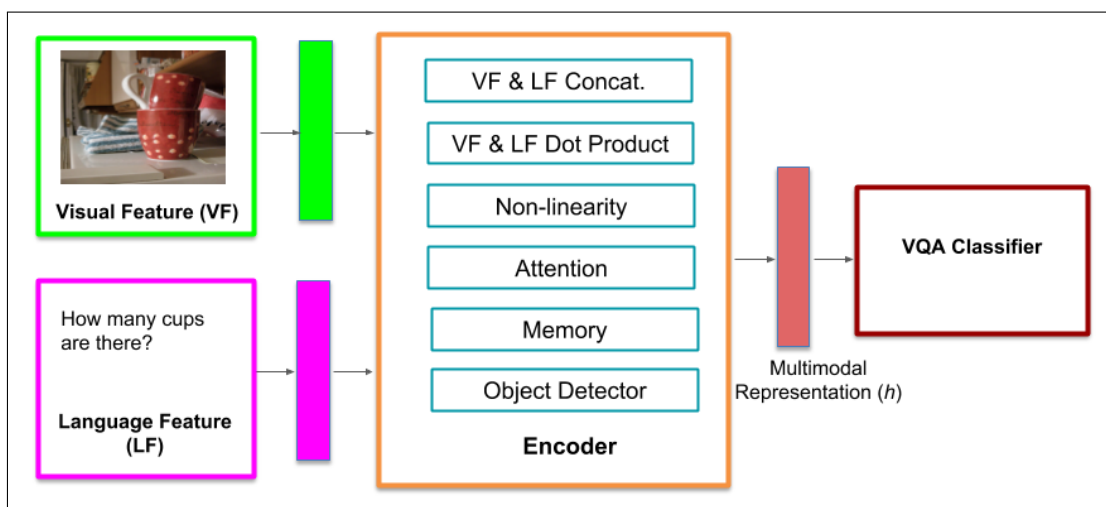 Visual Feature (VF)
How many cups
are there?
Language Feature
(LF)
VF & LF Concat.
VF & LF Dot Product
Non-linearity
Attention
Memory
Object Detector
Encoder
Multimodal
Representation (h)
VQA Classifier